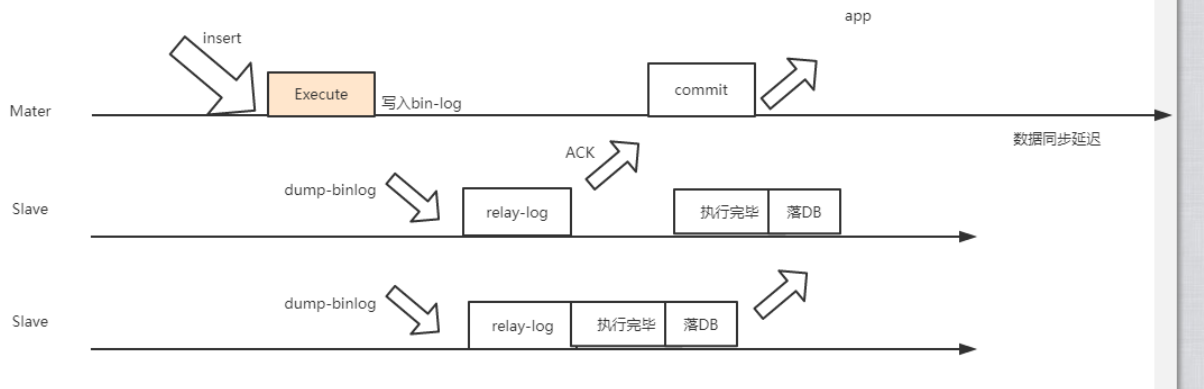 app
insert
Execute
写入bin-log
commit
Mater
数据同步延迟
ACK
dump-binlog
Slave
relay-log
执行完毕
落DB
dump-binlog
Slave
relay-log
执行完毕
落DB